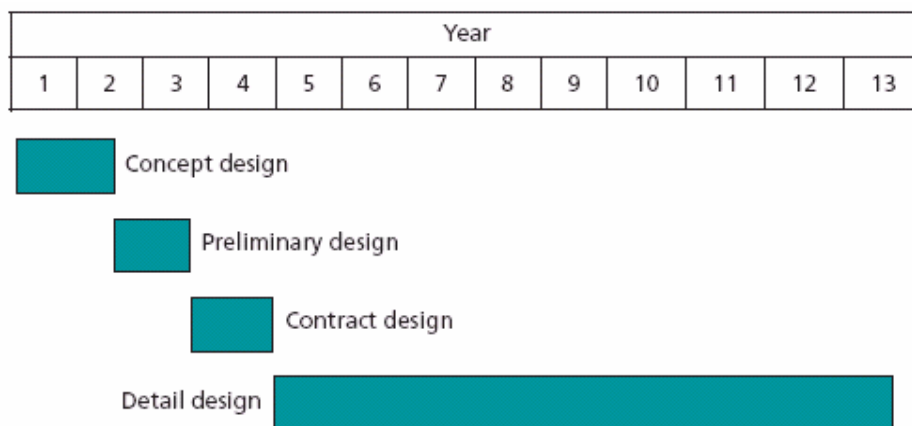 Year
1 2 3 4 5 6 7 8 9 10 11 12 13
Concept design
Preliminary design
Contract design
Detail design